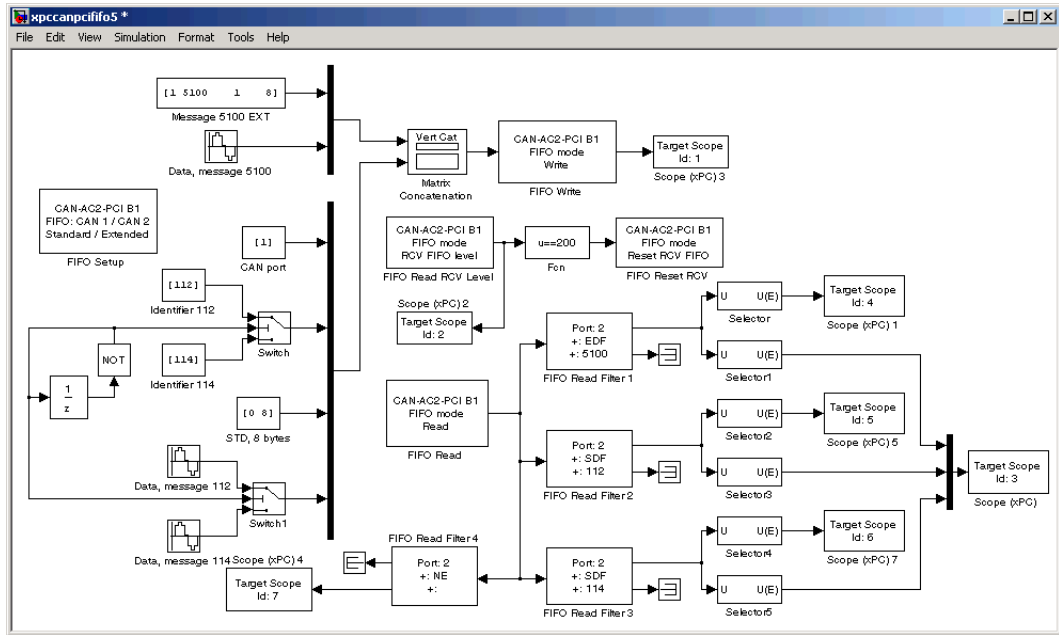 xpccanpcififo5 *
File Edit View Simulation Format Tools Help
[1 5100 1 8]
Message 5100 EXT
Data, message 5100
Vert Cat
Matrix
Concatenation
CAN-AC2-PCI B1
FIFO mode
Write
FIFO Write
Target Scope
Id: 1
Scope (xPC) 3
CAN-AC2-PCI B1
FIFO: CAN 1 / CAN 2
Standard / Extended
FIFO Setup
[1]
CAN port
CAN-AC2-PCI B1
FIFO mode
RCV FIFO level
FIFO Read RCV Level
u==200
Fcn
CAN-AC2-PCI B1
FIFO mode
Reset RCV FIFO
FIFO Reset RCV
[112]
Identifier 112
Switch
[114]
Identifier 114
NOT
1
z
Scope (xPC) 2
Target Scope
Id: 2
Port: 2
+: EDF
+: 5100
FIFO Read Filter1
U U(E)
Selector
Target Scope
Id: 4
Scope (xPC) 1
U U(E)
Selector1
[0 8]
STD, 8 bytes
CAN-AC2-PCI B1
FIFO mode
Read
FIFO Read
Port: 2
+: SDF
+: 112
FIFO Read Filter2
U U(E)
Selector2
Target Scope
Id: 5
Scope (xPC) 5
U U(E)
Selector3
Target Scope
Id: 3
Scope (xPC)
Data, message 112
Switch1
Data, message 114
Scope (xPC) 4
Target Scope
Id: 7
FIFO Read Filter4
Port: 2
+: NE
+:
Port: 2
+: SDF
+: 114
FIFO Read Filter3
U U(E)
Selector4
Target Scope
Id: 6
Scope (xPC) 7
U U(E)
Selector5